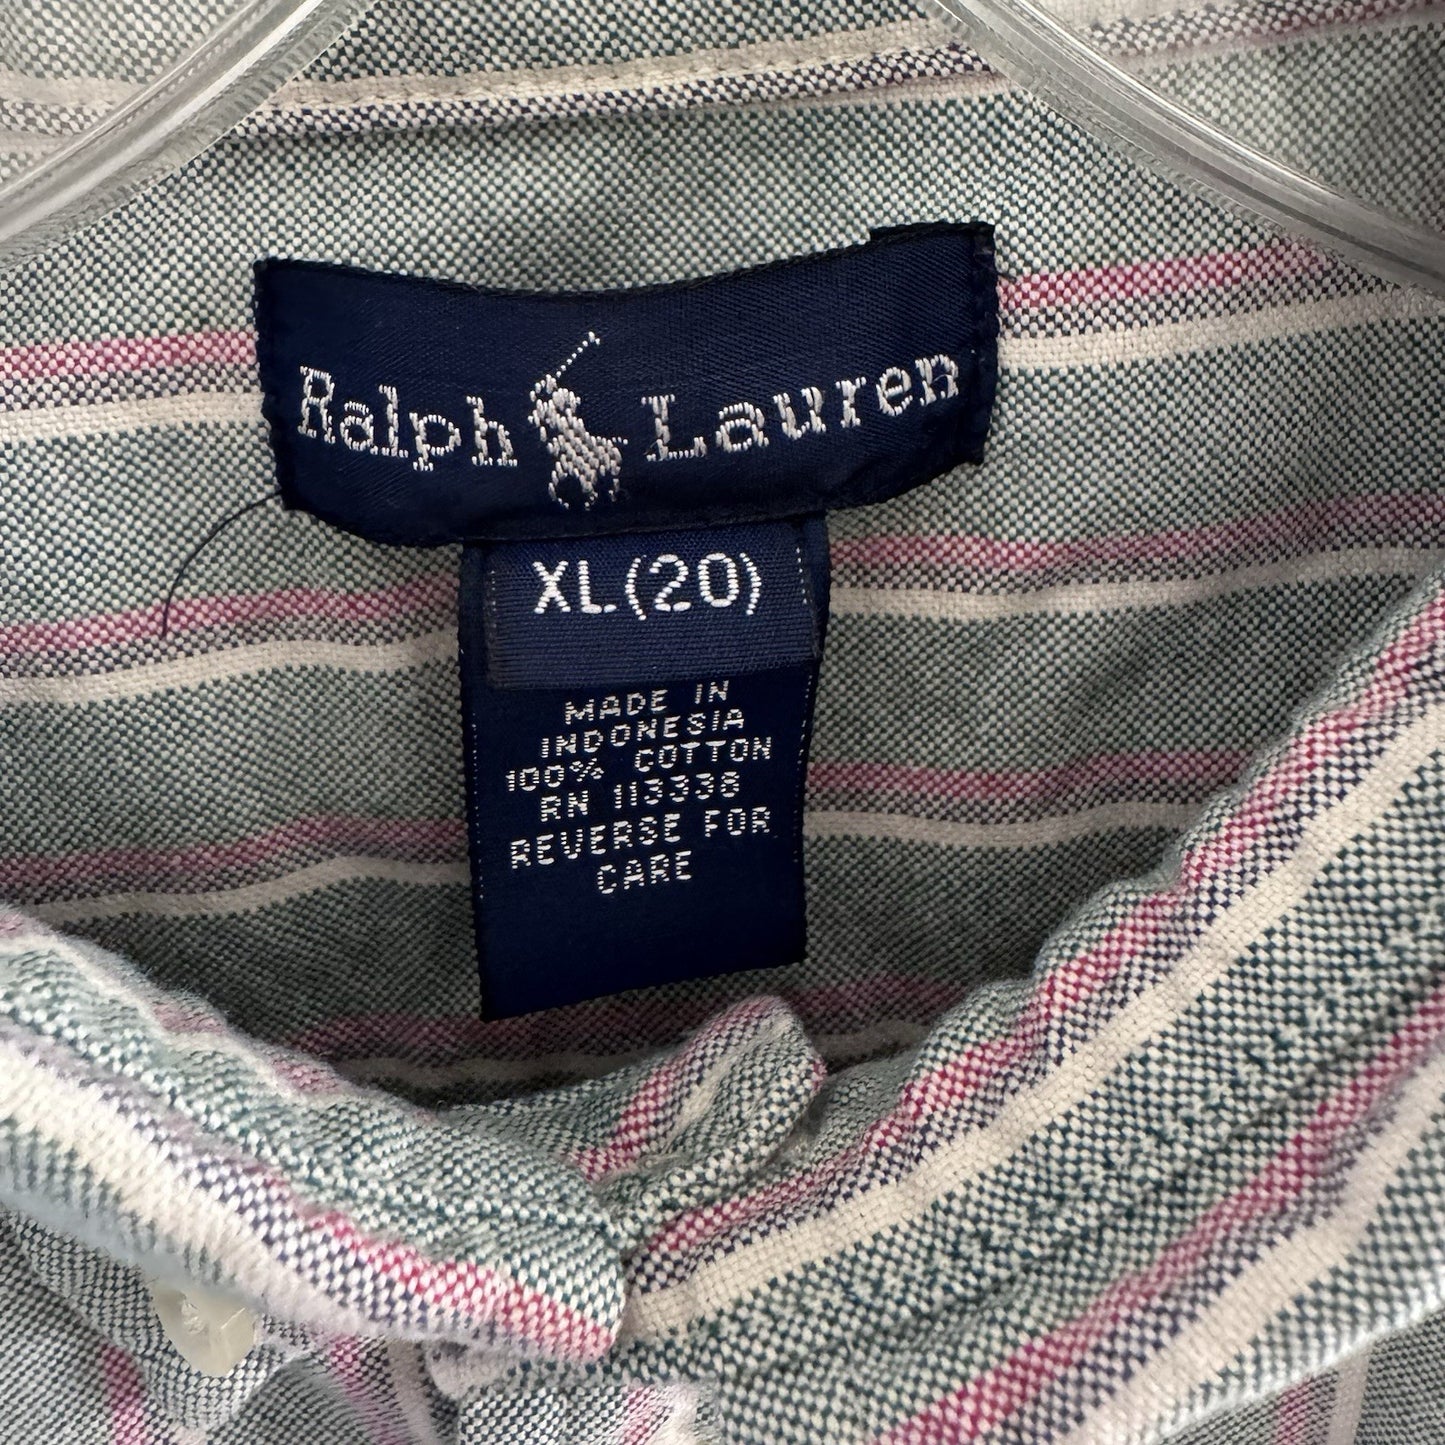 Ralph Lauren
XL (20)
MADE IN
INDONESIA
100% COTTON
RN 113338
REVERSE FOR
CARE